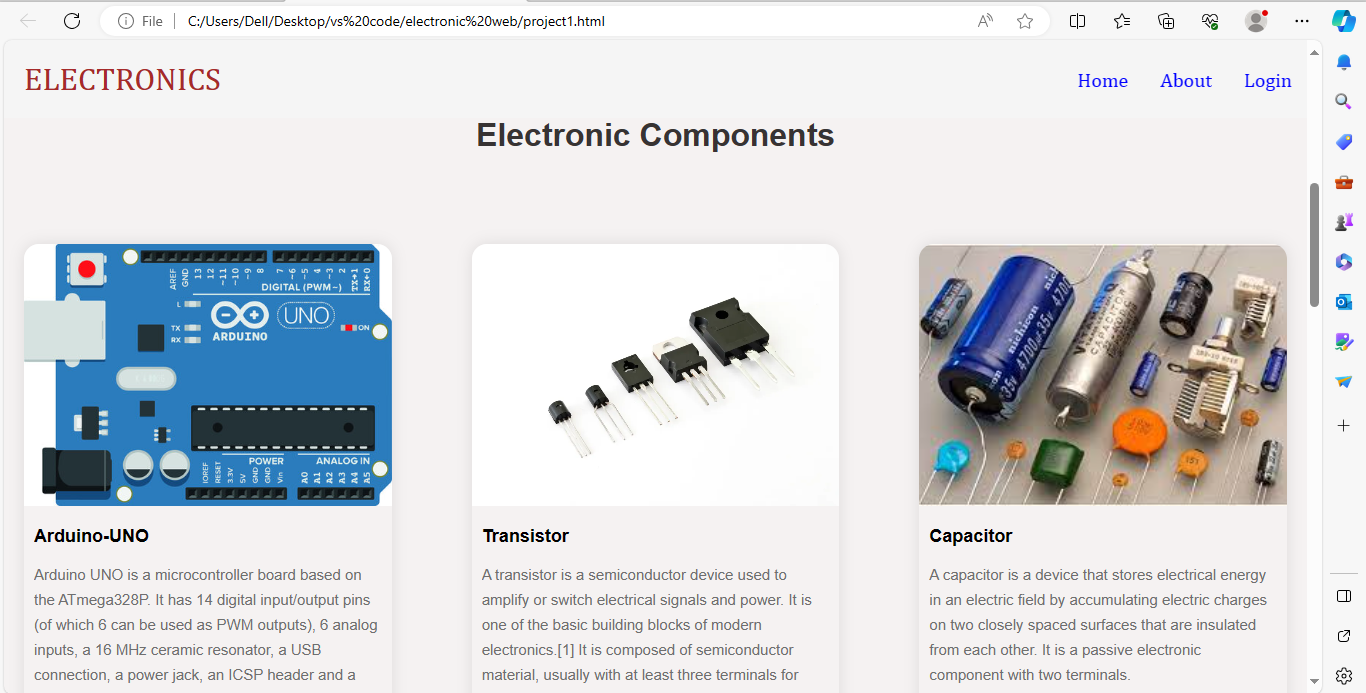 File
C:/Users/Dell/Desktop/vs%20code/electronic%20web/project1.html
ELECTRONICS
Home
About
Login
Electronic Components
AREF
GND
13
12
~11
~10
~9
8
7
~6
~5
4
~3
2
TX→1
RX←0
DIGITAL (PWM~)
L
TX
RX
UNO
ARDUINO
ON
POWER
ANALOG IN
IOREF
RESET
3.3V
5V
GND
GND
Vin
A0
A1
A2
A3
A4
A5
nichicon
4700
35v
CAPACITOR
151
Arduino-UNO
Arduino UNO is a microcontroller board based on
the ATmega328P. It has 14 digital input/output pins
(of which 6 can be used as PWM outputs), 6 analog
inputs, a 16 MHz ceramic resonator, a USB
connection, a power jack, an ICSP header and a
Transistor
A transistor is a semiconductor device used to
amplify or switch electrical signals and power. It is
one of the basic building blocks of modern
electronics.[1] It is composed of semiconductor
material, usually with at least three terminals for
Capacitor
A capacitor is a device that stores electrical energy
in an electric field by accumulating electric charges
on two closely spaced surfaces that are insulated
from each other. It is a passive electronic
component with two terminals.